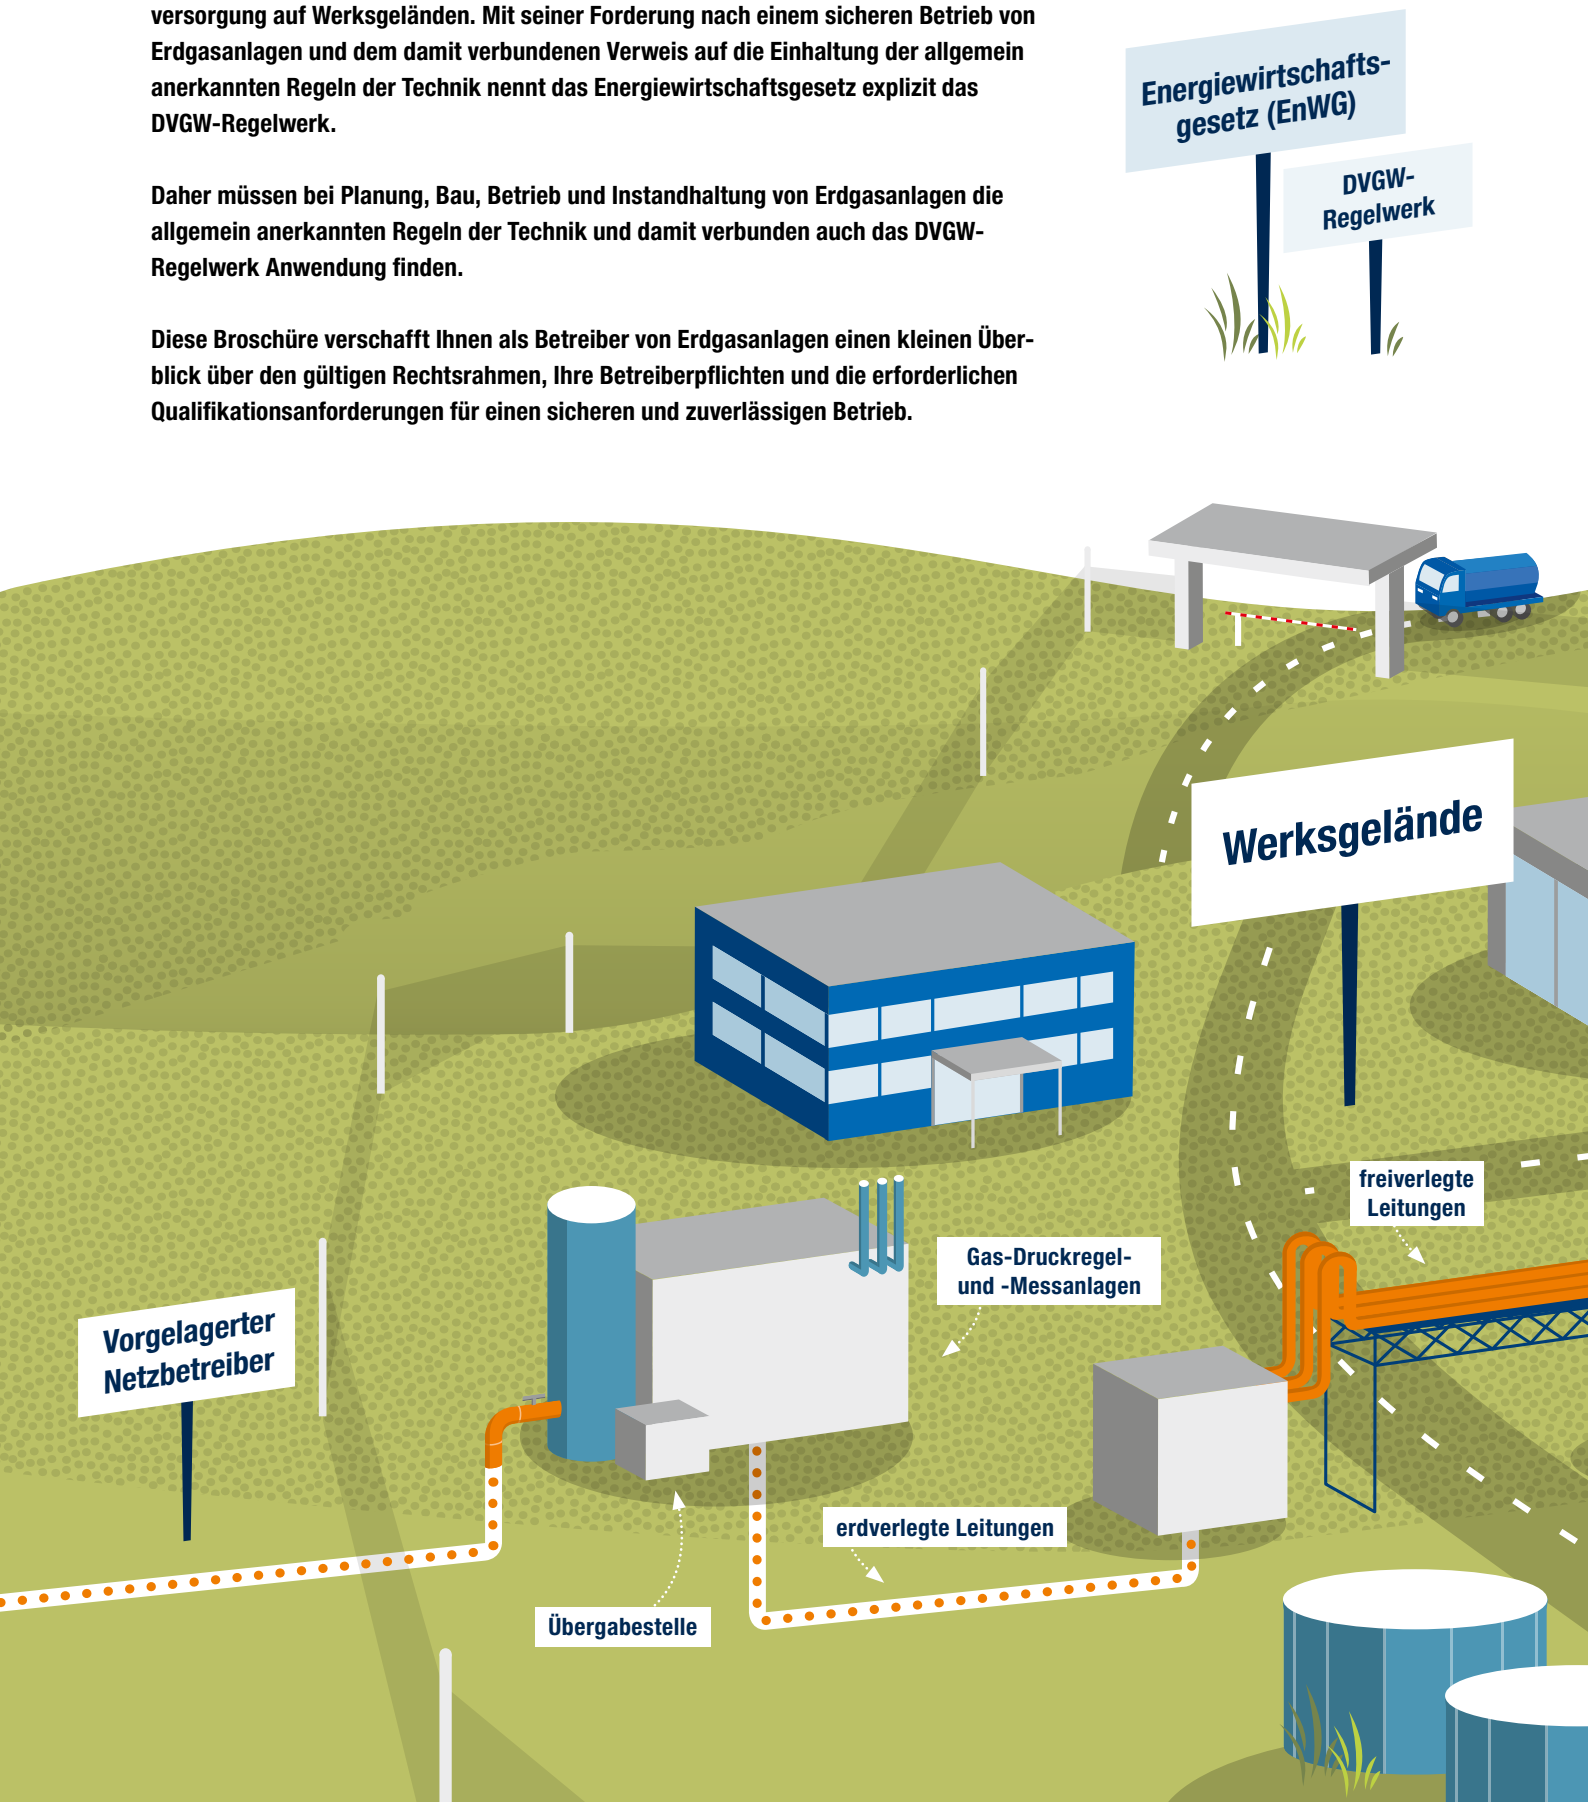 versorgung auf Werksgeländen. Mit seiner Forderung nach einem sicheren Betrieb von
Erdgasanlagen und dem damit verbundenen Verweis auf die Einhaltung der allgemein
anerkannten Regeln der Technik nennt das Energiewirtschaftsgesetz explizit das
DVGW-Regelwerk.
Daher müssen bei Planung, Bau, Betrieb und Instandhaltung von Erdgasanlagen die
allgemein anerkannten Regeln der Technik und damit verbunden auch das DVGW-
Regelwerk Anwendung finden.
Diese Broschüre verschafft Ihnen als Betreiber von Erdgasanlagen einen kleinen Über-
blick über den gültigen Rechtsrahmen, Ihre Betreiberpflichten und die erforderlichen
Qualifikationsanforderungen für einen sicheren und zuverlässigen Betrieb.
Energiewirtschafts-
gesetz (EnWG)
DVGW-
Regelwerk
Werksgelände
freiverlegte
Leitungen
Gas-Druckregel-
und -Messanlagen
Vorgelagerter
Netzbetreiber
erdverlegte Leitungen
Übergabestelle